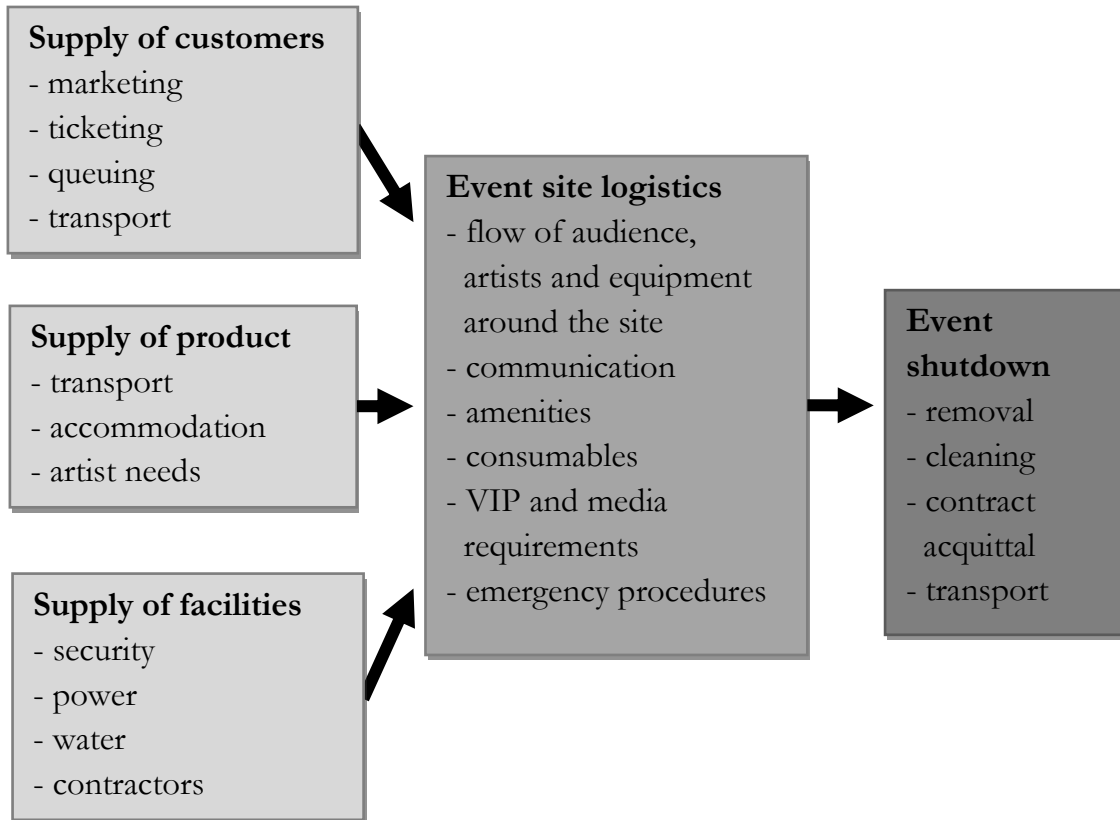 Supply of customers
- marketing
- ticketing
- queuing
- transport
Supply of product
- transport
- accommodation
- artist needs
Supply of facilities
- security
- power
- water
- contractors
Event site logistics
- flow of audience,
artists and equipment
around the site
- communication
- amenities
- consumables
- VIP and media
requirements
- emergency procedures
Event
shutdown
- removal
- cleaning
- contract
acquittal
- transport